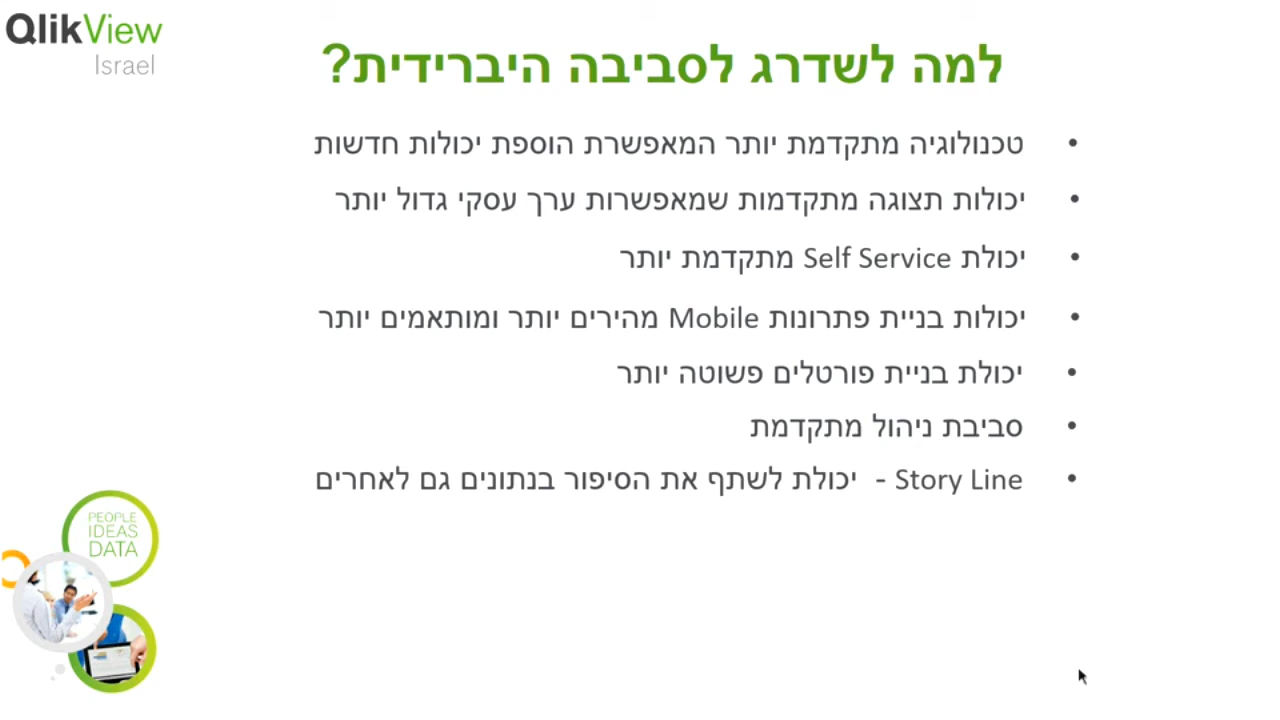 QlikView
Israel
למה לשדרג לסביבה היברידית?
• טכנולוגיה מתקדמת יותר המאפשרת הוספת יכולות חדשות
• יכולות תצוגה מתקדמות שמאפשרות ערך עסקי גדול יותר
• יכולת Self Service מתקדמת יותר
• יכולות בניית פתרונות Mobile מהירים יותר ומותאמים יותר
• יכולת בניית פורטלים פשוטה יותר
• סביבת ניהול מתקדמת
• Story Line - יכולת לשתף את הסיפור בנתונים גם לאחרים
PEOPLE
IDEAS
DATA